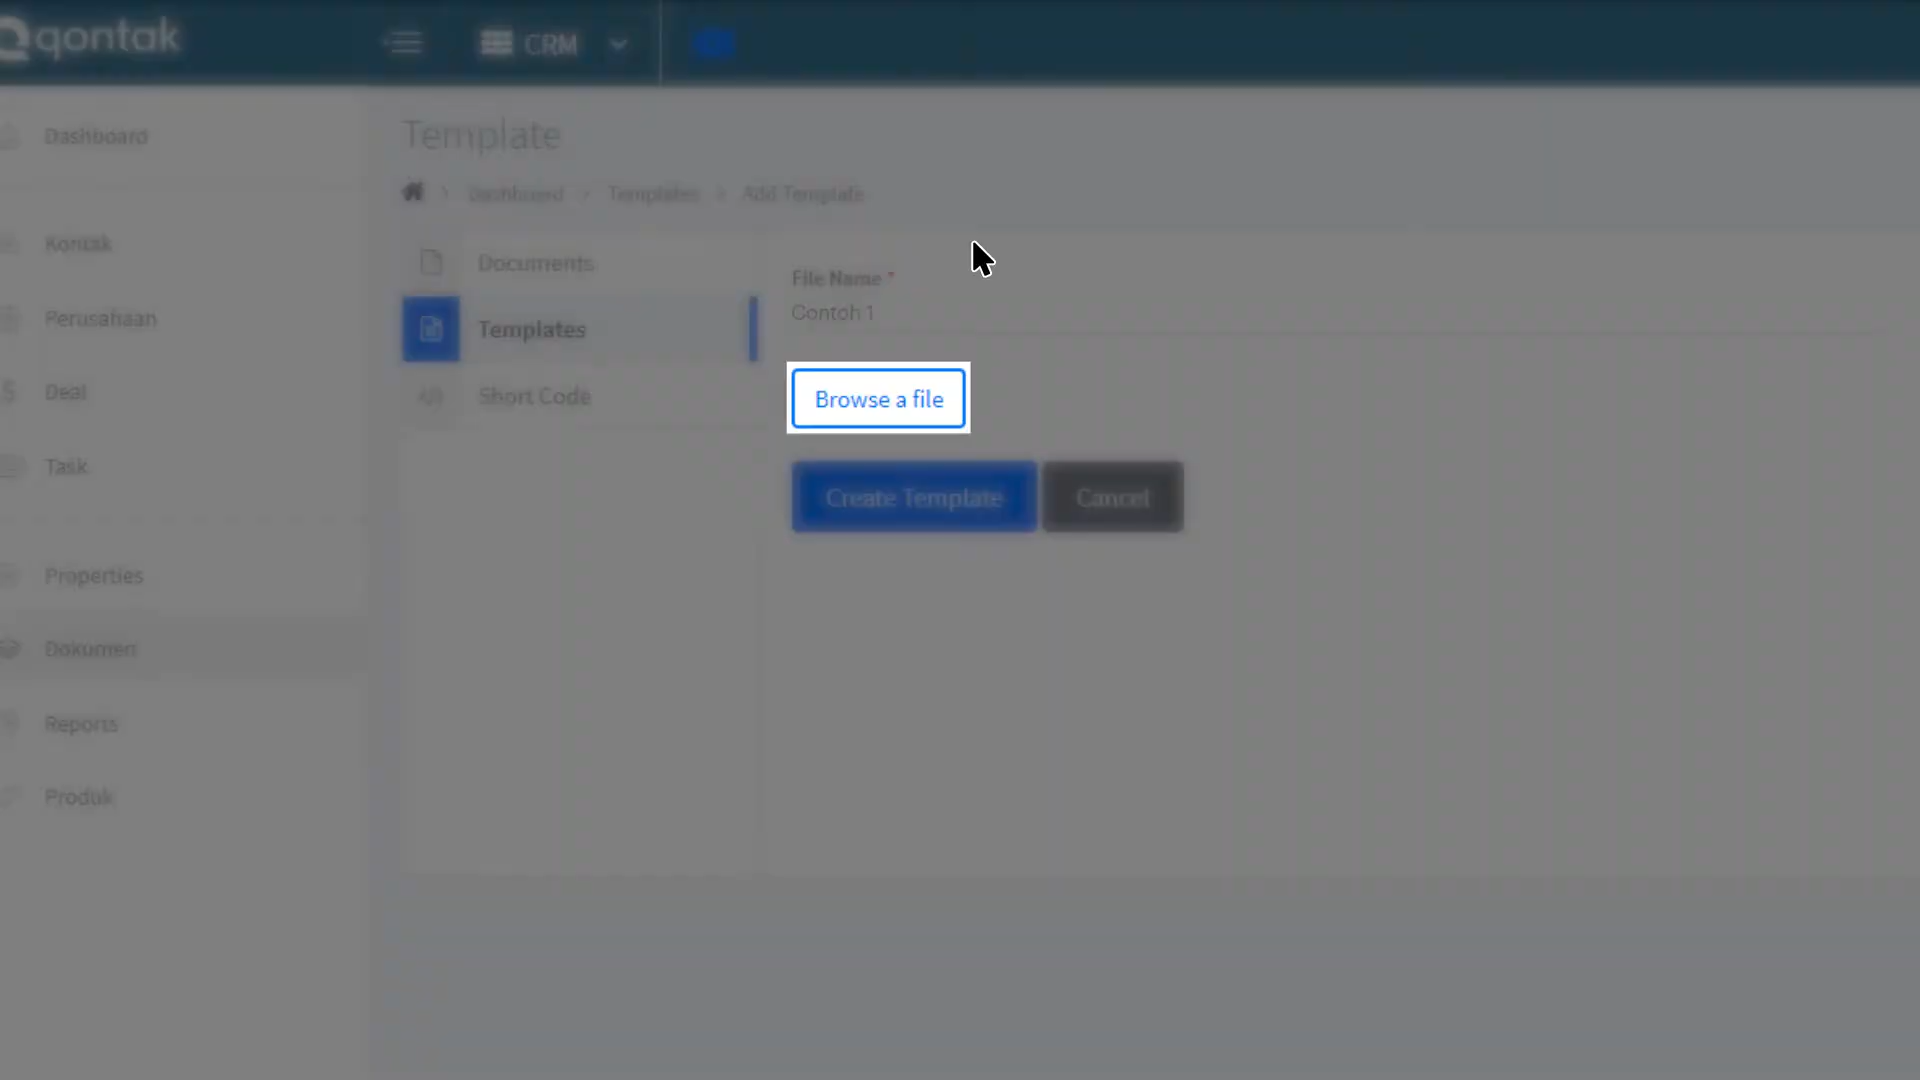 qontak
CRM
Dashboard
Kontak
Perusahaan
Deal
Task
Properties
Dokumen
Reports
Produk
Template
Dashboard > Templates > Add Template
Documents
Templates
Short Code
File Name *
Contoh 1
Browse a file
Create Template
Cancel